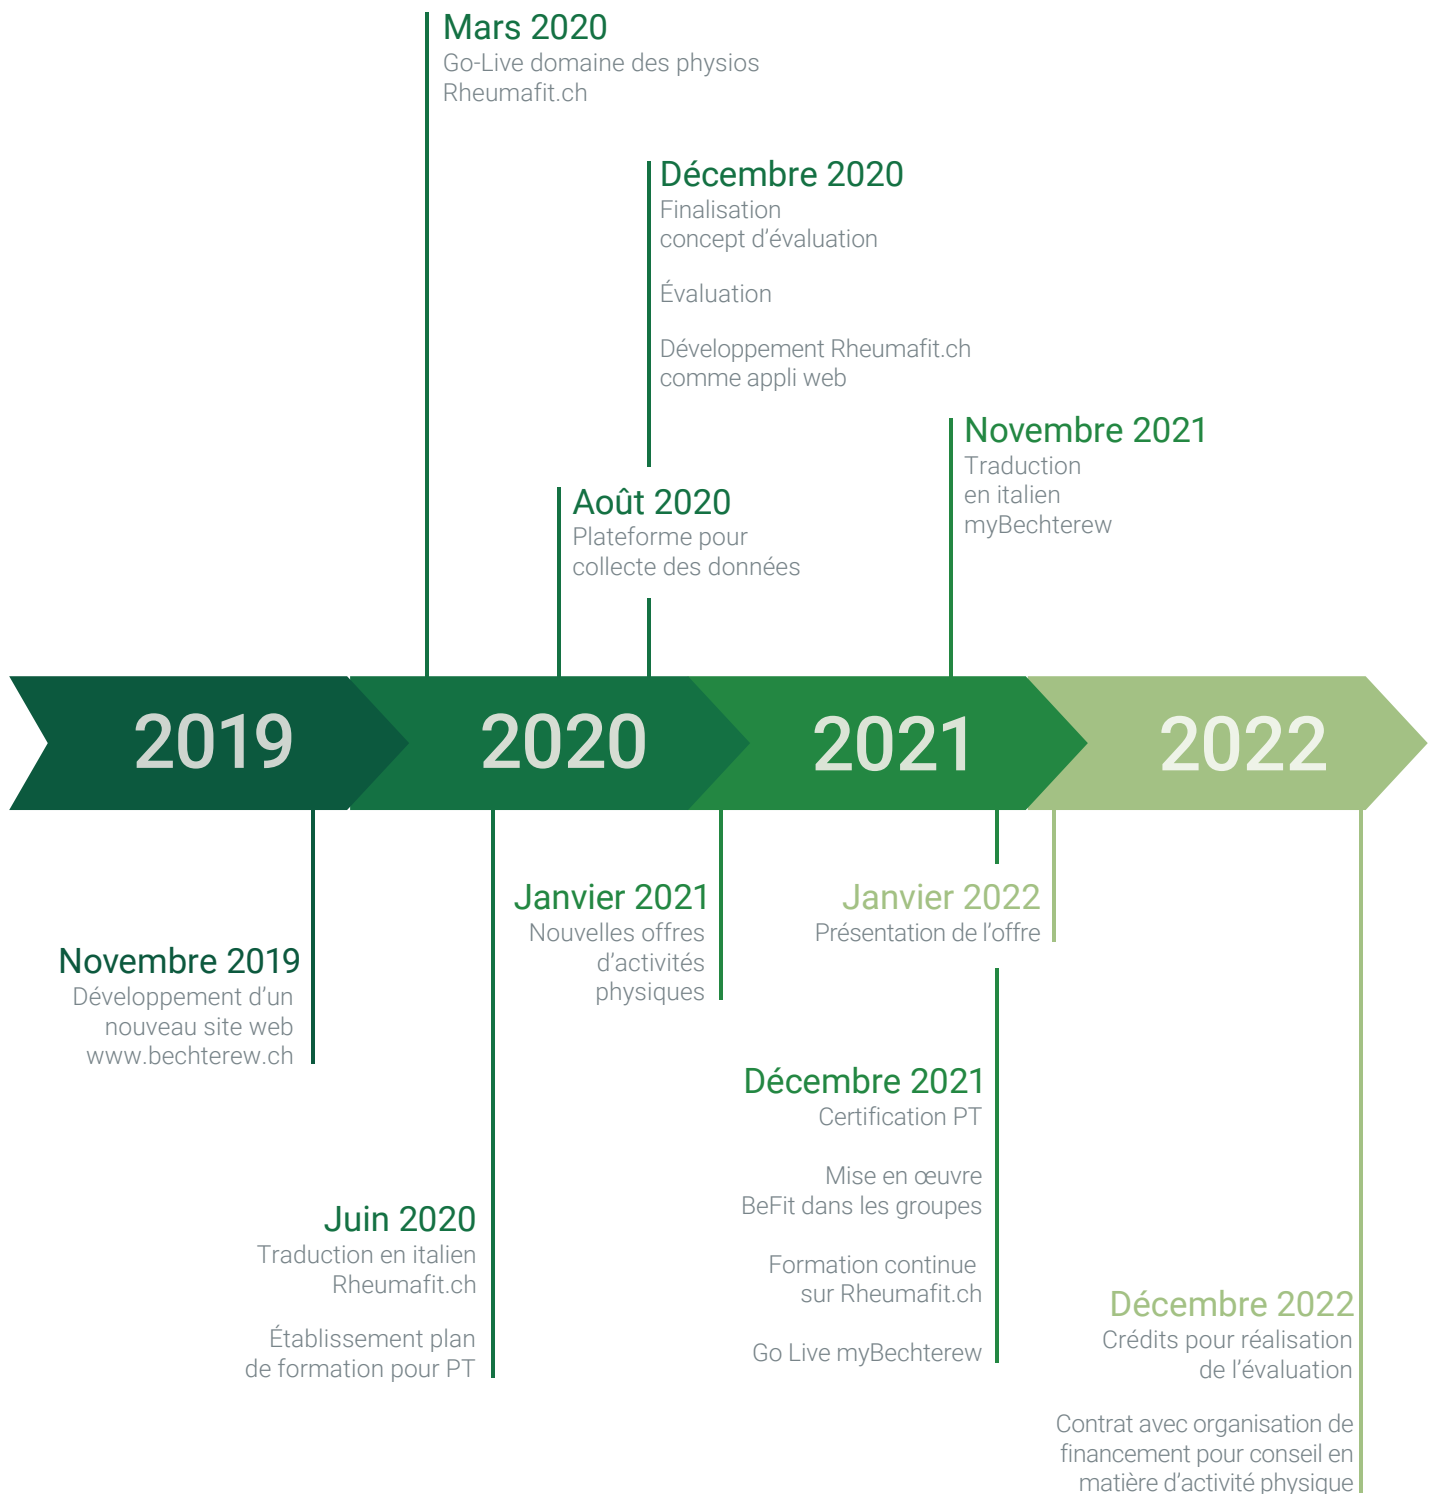 Mars 2020
Go-Live domaine des physios
Rheumafit.ch
Décembre 2020
Finalisation
concept d’évaluation
Évaluation
Développement Rheumafit.ch
comme appli web
Novembre 2021
Traduction
en italien
myBechterew
Août 2020
Plateforme pour
collecte des données
2019
2020
2021
2022
Novembre 2019
Développement d’un
nouveau site web
www.bechterew.ch
Juin 2020
Traduction en italien
Rheumafit.ch
Établissement plan
de formation pour PT
Janvier 2021
Nouvelles offres
d’activités
physiques
Janvier 2022
Présentation de l’offre
Décembre 2021
Certification PT
Mise en œuvre
BeFit dans les groupes
Formation continue
sur Rheumafit.ch
Go Live myBechterew
Décembre 2022
Crédits pour réalisation
de l’évaluation
Contrat avec organisation de
financement pour conseil en
matière d’activité physique